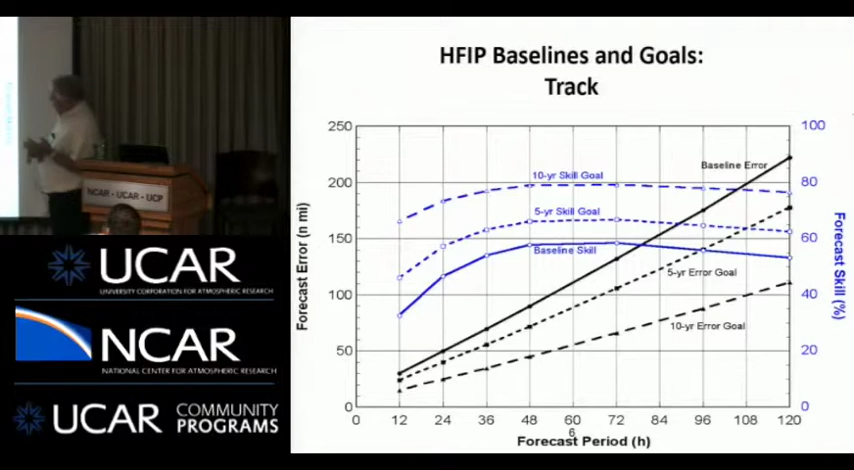 HFIP Baselines and Goals:
Track
250
200
150
100
50
0
Forecast Error (n mi)
100
80
60
40
20
0
Forecast Skill (%)
10-yr Skill Goal
5-yr Skill Goal
Baseline Skill
Baseline Error
5-yr Error Goal
10-yr Error Goal
0 12 24 36 48 60 72 84 96 108 120
6
Forecast Period (h)
NCAR · UCAR · UCP
UCAR
UNIVERSITY CORPORATION FOR ATMOSPHERIC RESEARCH
NCAR
NATIONAL CENTER FOR ATMOSPHERIC RESEARCH
UCAR COMMUNITY
PROGRAMS